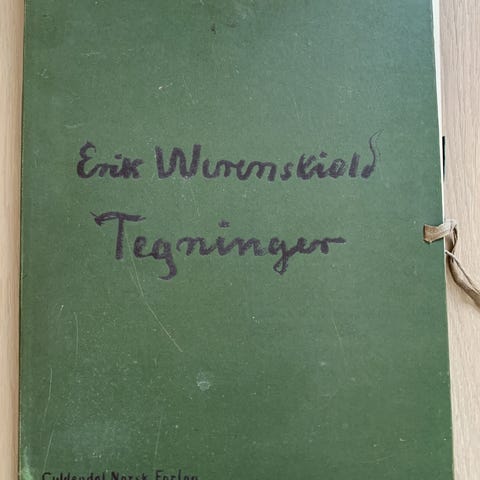 Erik Werenskiold
Tegninger
Gyldendal Norsk Forlag